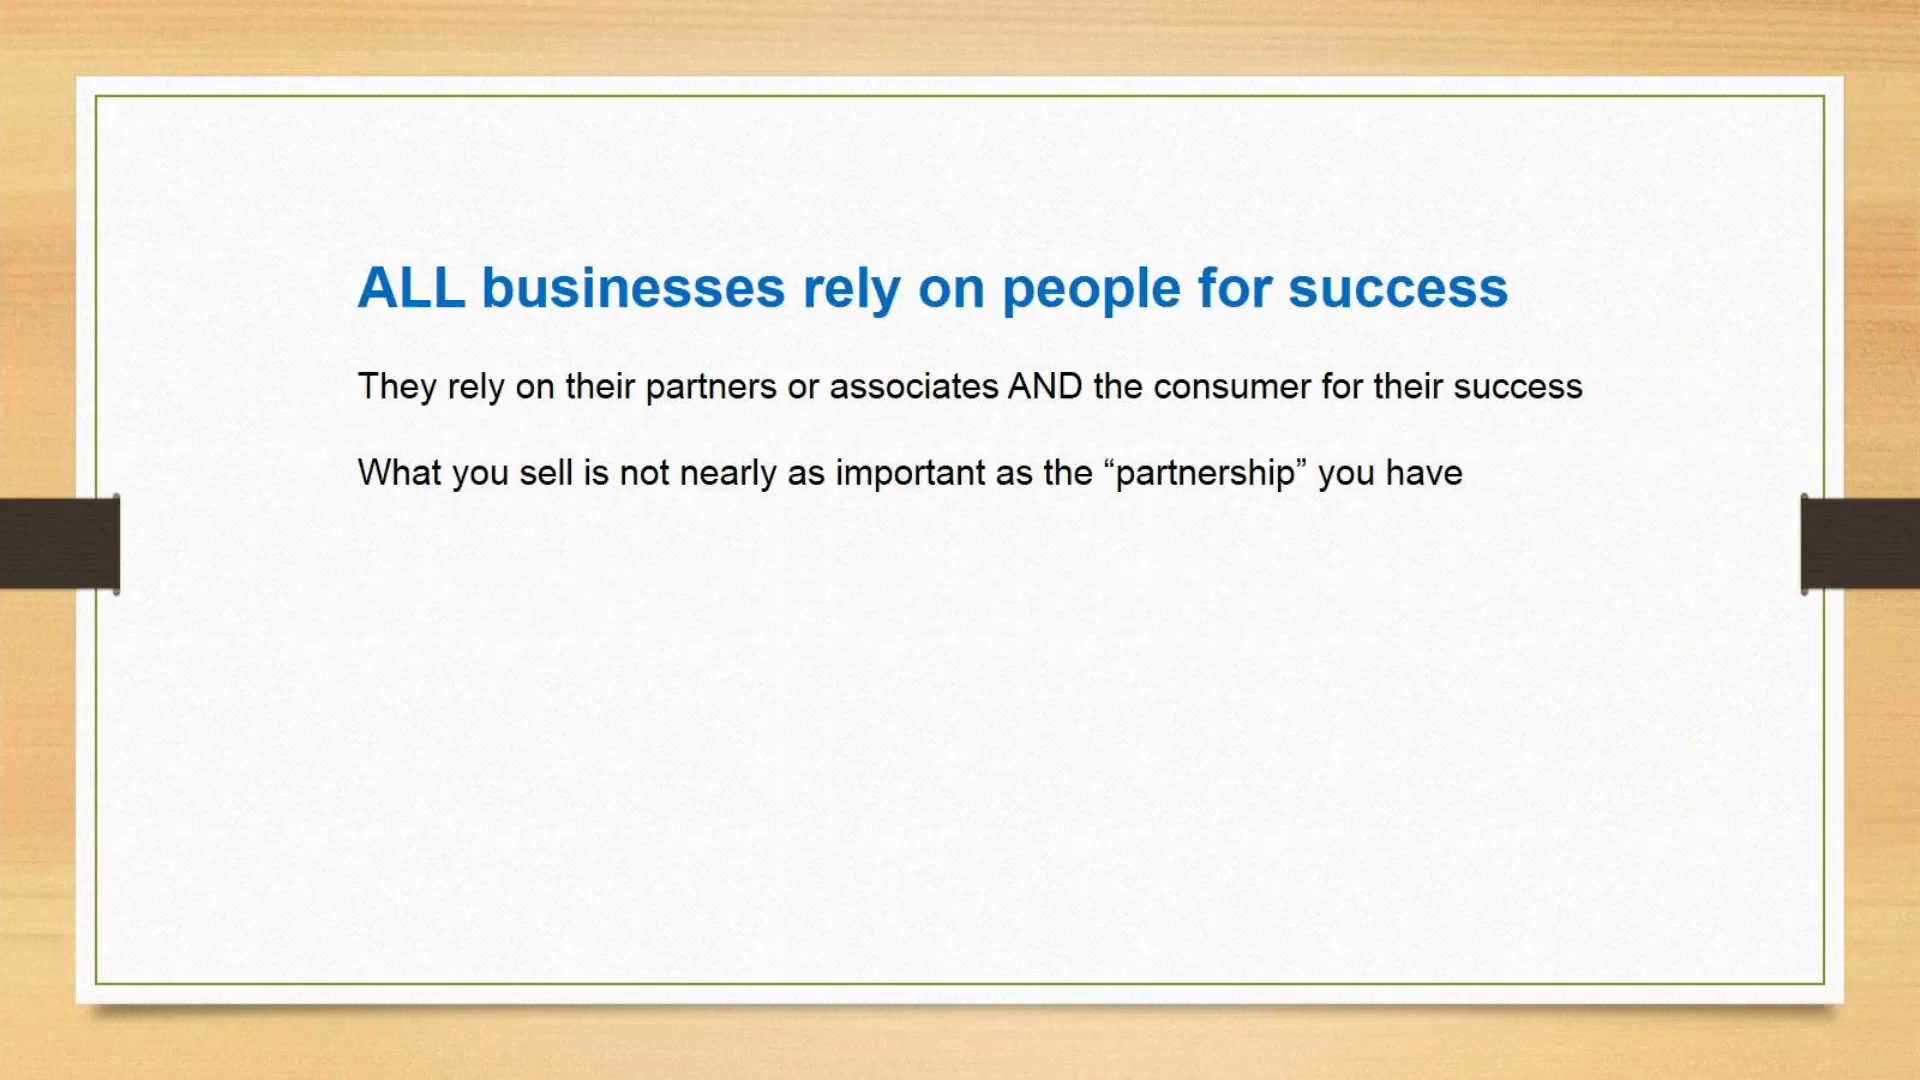 ALL businesses rely on people for success
They rely on their partners or associates AND the consumer for their success
What you sell is not nearly as important as the “partnership” you have